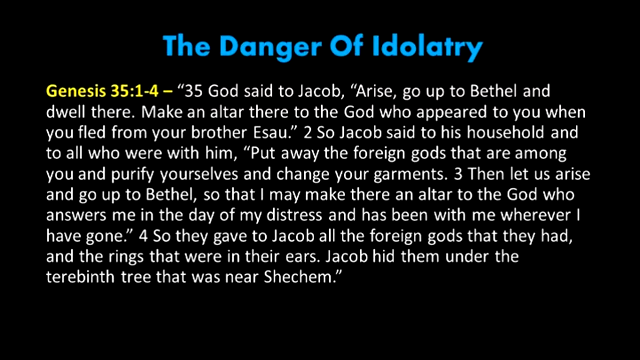 The Danger Of Idolatry
Genesis 35:1-4 – “35 God said to Jacob, “Arise, go up to Bethel and
dwell there. Make an altar there to the God who appeared to you when
you fled from your brother Esau.” 2 So Jacob said to his household and
to all who were with him, “Put away the foreign gods that are among
you and purify yourselves and change your garments. 3 Then let us arise
and go up to Bethel, so that I may make there an altar to the God who
answers me in the day of my distress and has been with me wherever I
have gone.” 4 So they gave to Jacob all the foreign gods that they had,
and the rings that were in their ears. Jacob hid them under the
terebinth tree that was near Shechem.”